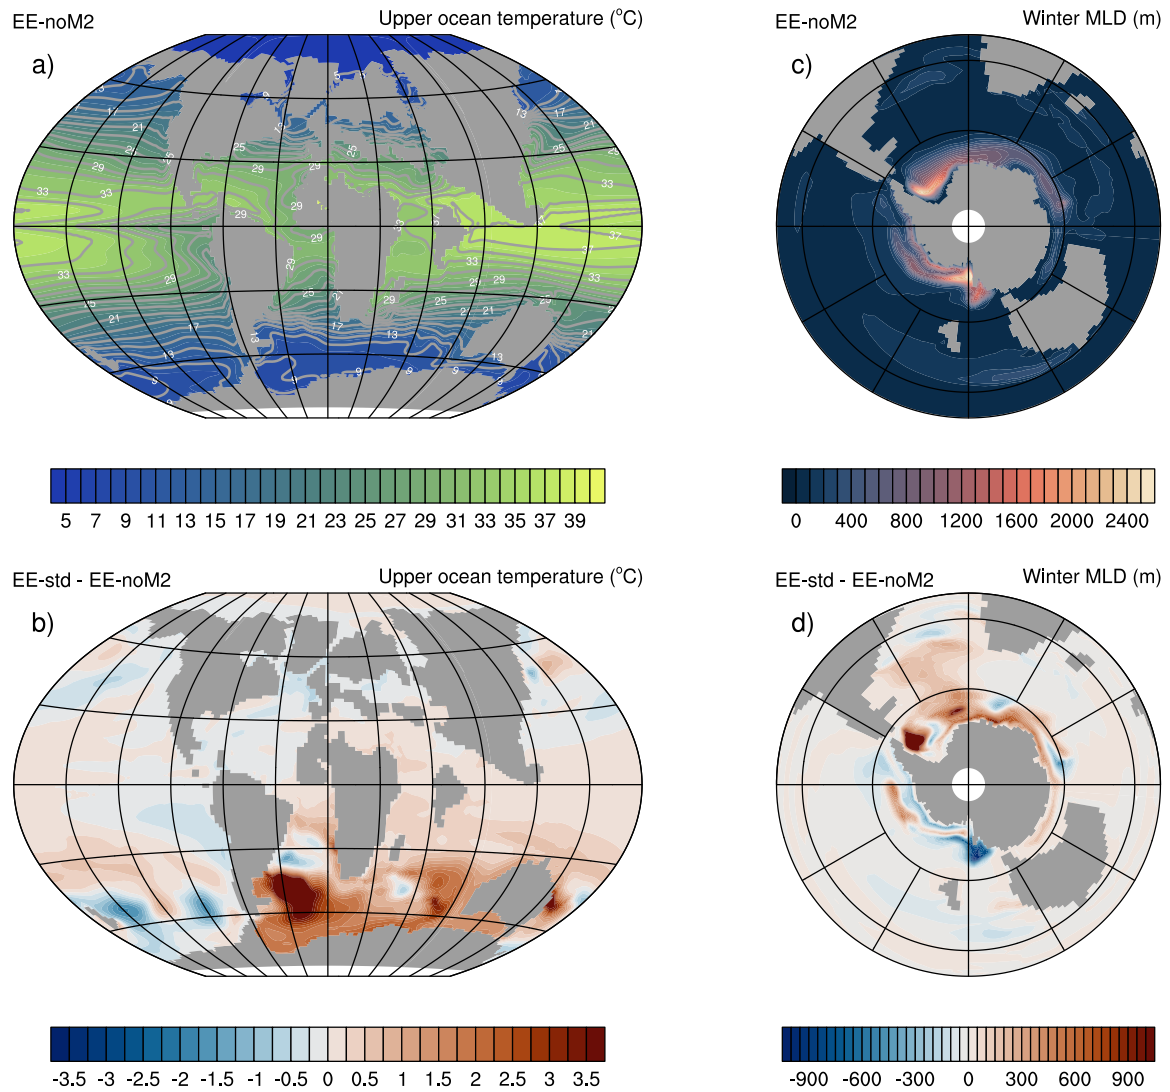 EE-noM2 Upper ocean temperature (°C)
a)
5 7 9 11 13 15 17 19 21 23 25 27 29 31 33 35 37 39
EE-noM2 Winter MLD (m)
c)
0 400 800 1200 1600 2000 2400
EE-std - EE-noM2 Upper ocean temperature (°C)
b)
-3.5 -3 -2.5 -2 -1.5 -1 -0.5 0 0.5 1 1.5 2 2.5 3 3.5
EE-std - EE-noM2 Winter MLD (m)
d)
-900 -600 -300 0 300 600 900